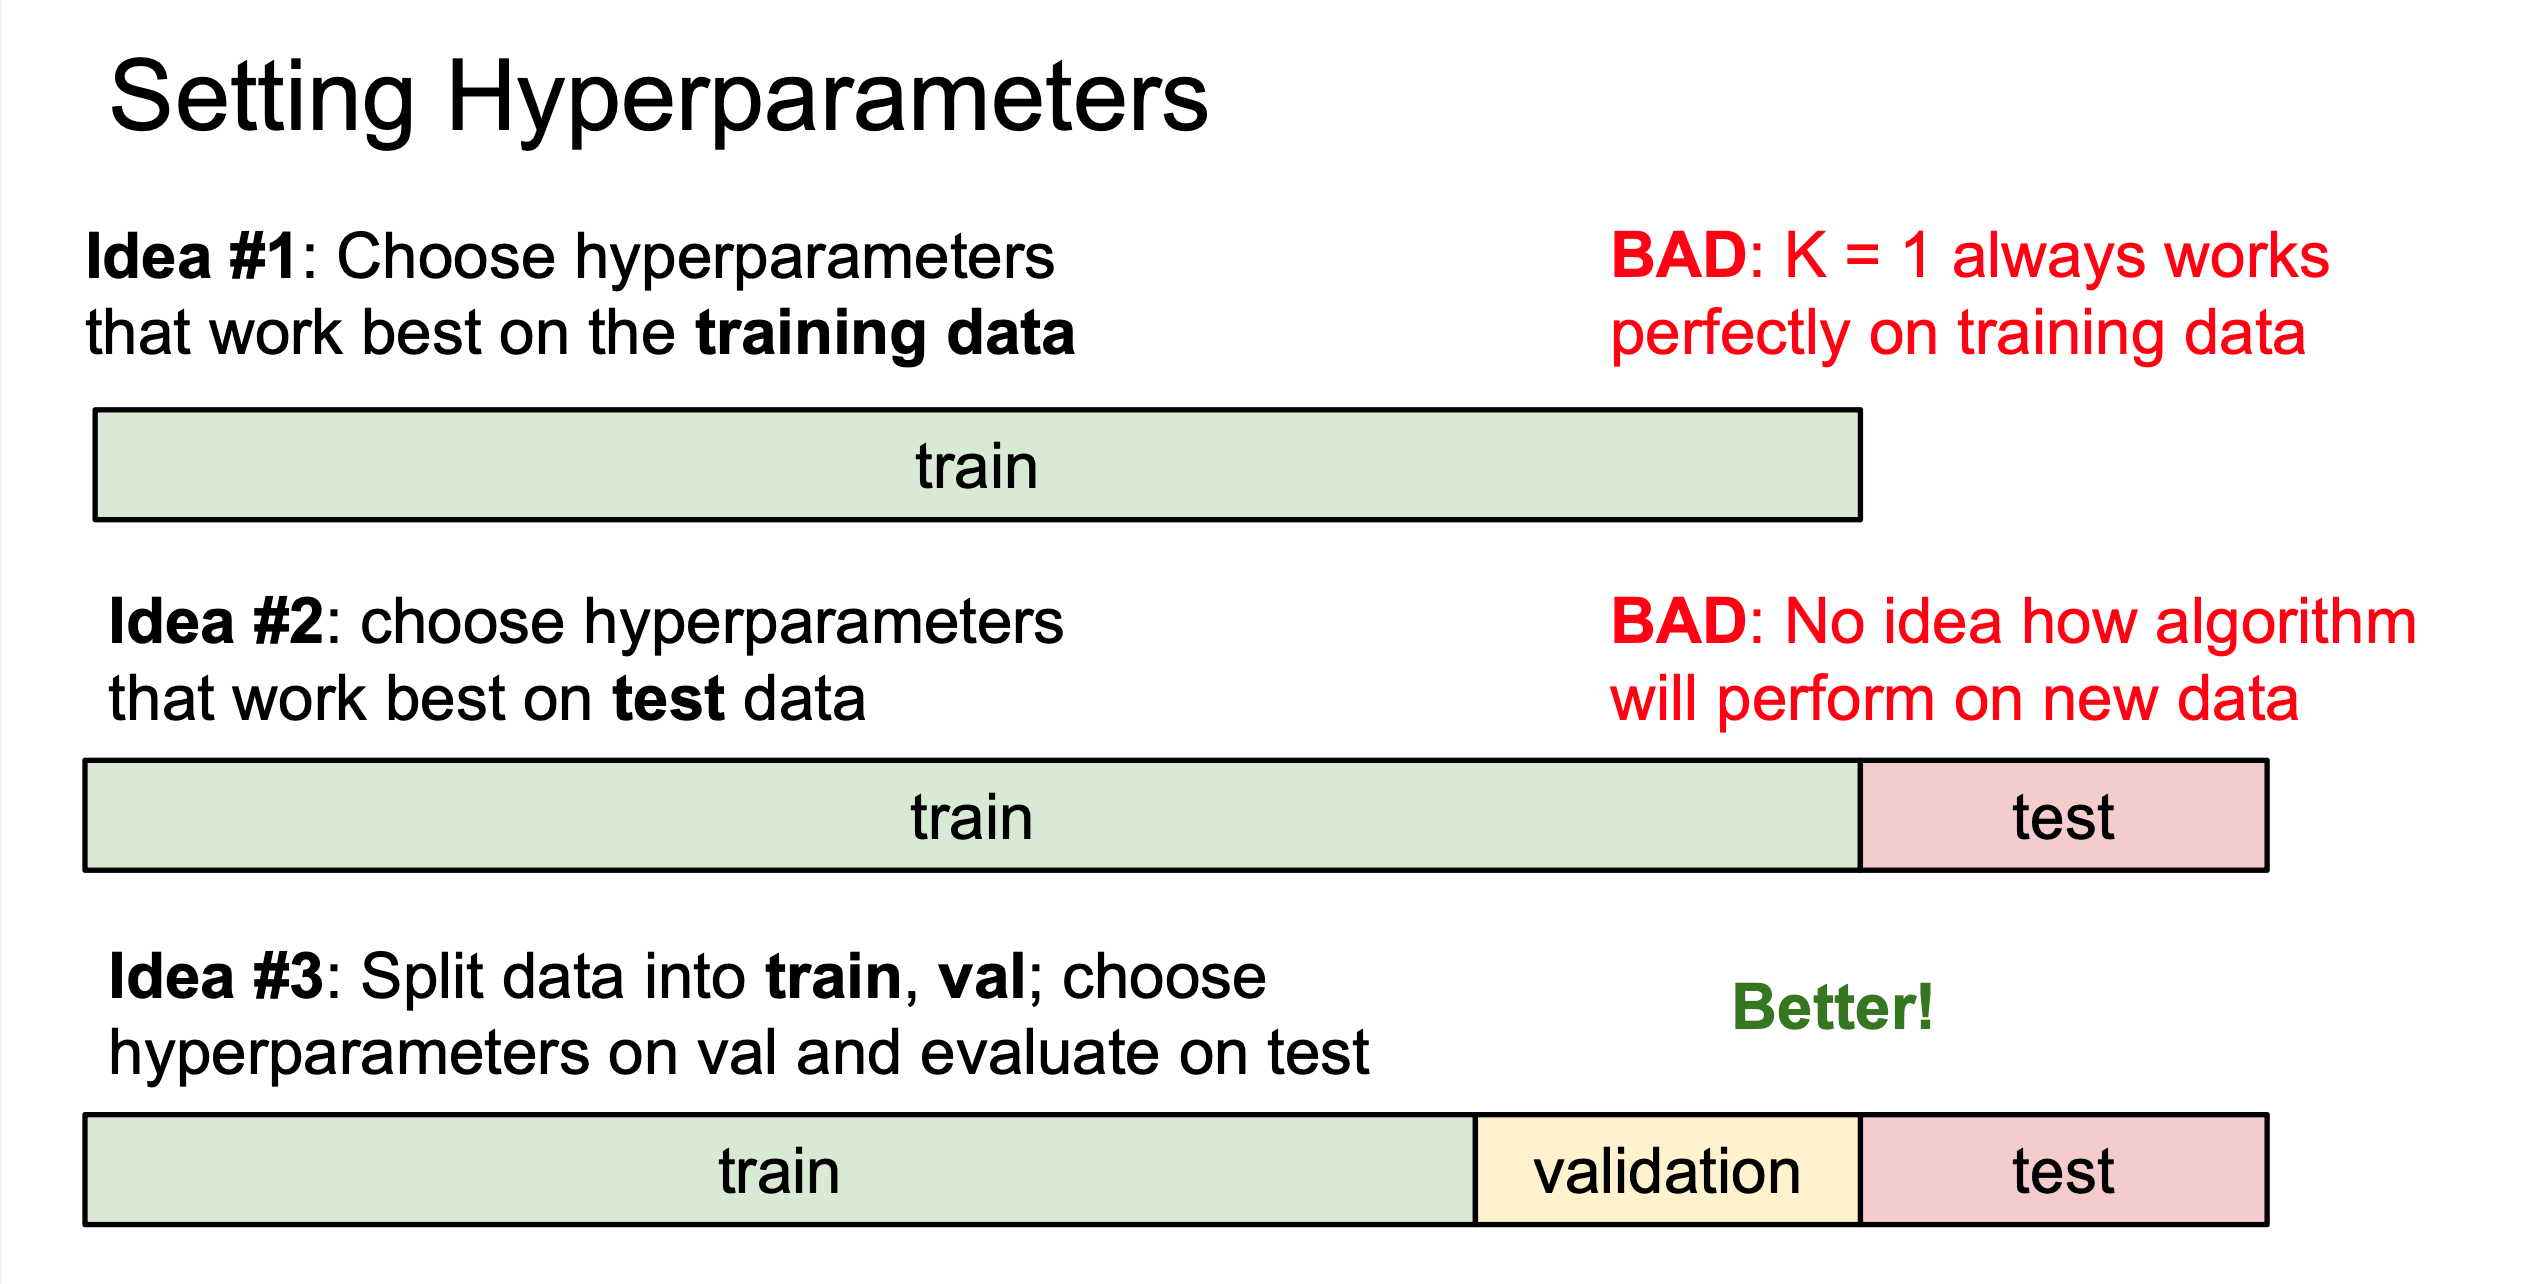 Setting Hyperparameters
Idea #1: Choose hyperparameters
that work best on the training data
BAD: K = 1 always works
perfectly on training data
train
Idea #2: choose hyperparameters
that work best on test data
BAD: No idea how algorithm
will perform on new data
train
test
Idea #3: Split data into train, val; choose
hyperparameters on val and evaluate on test
Better!
train
validation
test